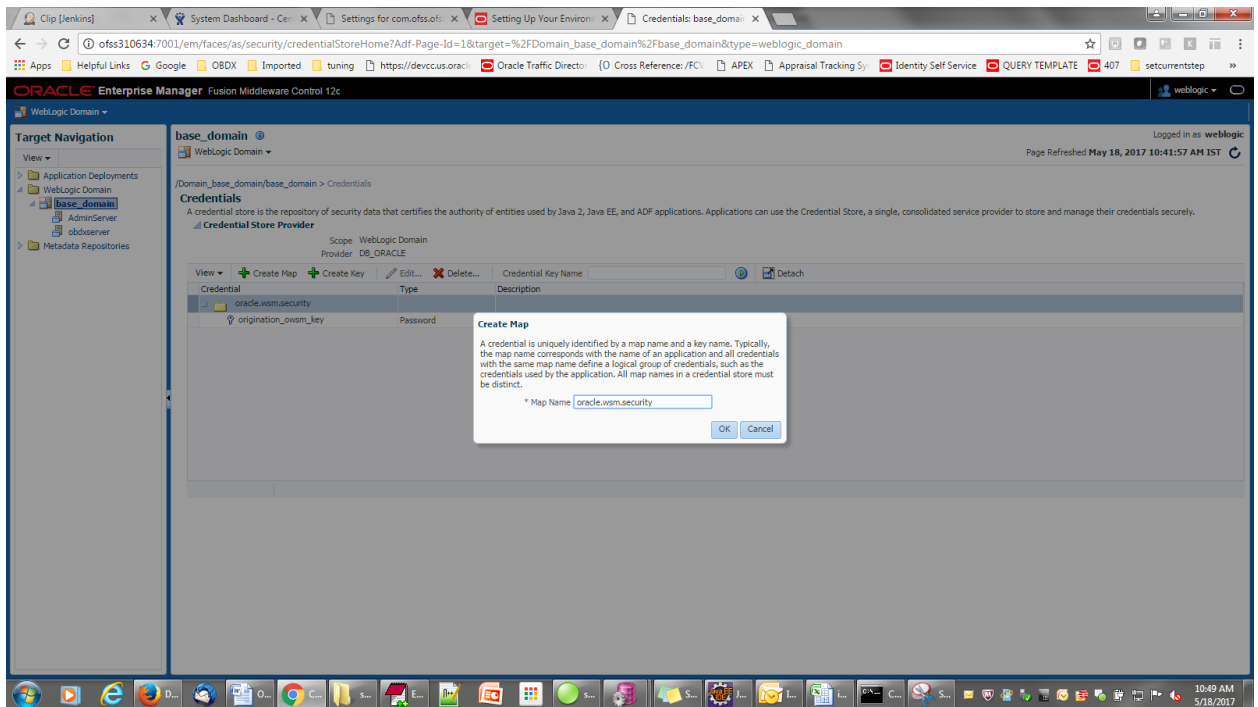 Clip [Jenkins]
System Dashboard - Cer
Settings for com.ofss.ofs
Setting Up Your Environ
Credentials: base_domai
ofss310634:7001/em/faces/as/security/credentialStoreHome?Adf-Page-Id=1&target=%2FDomain_base_domain%2Fbase_domain&type=weblogic_domain
Apps Helpful Links Google OBDX Imported tuning https://devcc.us.oracl Oracle Traffic Director {O Cross Reference: /FCV APEX Appraisal Tracking Sy Identity Self Service QUERY TEMPLATE 407 setcurrentstep »
ORACLE Enterprise Manager Fusion Middleware Control 12c
weblogic
WebLogic Domain
Target Navigation
View
Application Deployments
WebLogic Domain
base_domain
AdminServer
obdxserver
Metadata Repositories
base_domain
WebLogic Domain
Logged in as weblogic
Page Refreshed May 18, 2017 10:41:57 AM IST
/Domain_base_domain/base_domain > Credentials
Credentials
A credential store is the repository of security data that certifies the authority of entities used by Java 2, Java EE, and ADF applications. Applications can use the Credential Store, a single, consolidated service provider to store and manage their credentials securely.
Credential Store Provider
Scope WebLogic Domain
Provider DB_ORACLE
View Create Map Create Key Edit... Delete... Credential Key Name Detach
Credential Type Description
oracle.wsm.security
origination_owsm_key Password
Create Map
A credential is uniquely identified by a map name and a key name. Typically,
the map name corresponds with the name of an application and all credentials
with the same map name define a logical group of credentials, such as the
credentials used by the application. All map names in a credential store must
be distinct.
* Map Name oracle.wsm.security
OK Cancel
D... O... C... s... E... s... S... J... I... I... C... S...
10:49 AM
5/18/2017